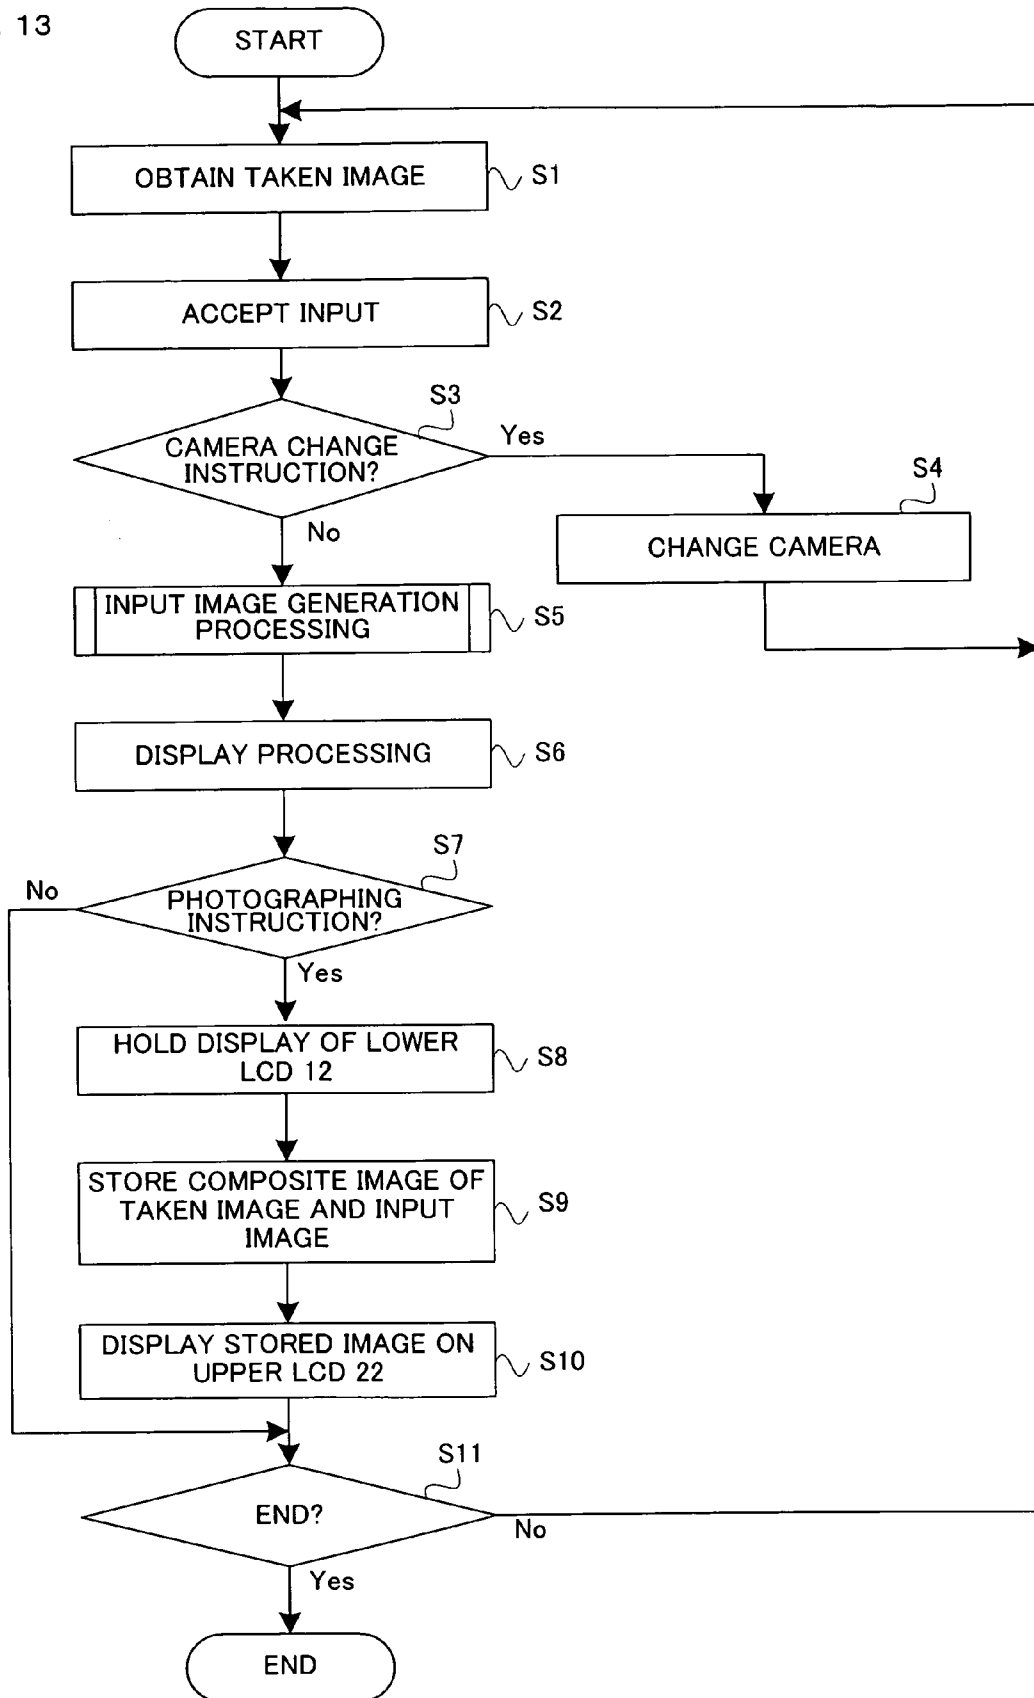 . 13
START
OBTAIN TAKEN IMAGE
S1
ACCEPT INPUT
S2
S3
CAMERA CHANGE
INSTRUCTION?
Yes
No
S4
CHANGE CAMERA
INPUT IMAGE GENERATION
PROCESSING
S5
DISPLAY PROCESSING
S6
S7
No
PHOTOGRAPHING
INSTRUCTION?
Yes
HOLD DISPLAY OF LOWER
LCD 12
S8
STORE COMPOSITE IMAGE OF
TAKEN IMAGE AND INPUT
IMAGE
S9
DISPLAY STORED IMAGE ON
UPPER LCD 22
S10
S11
END?
No
Yes
END